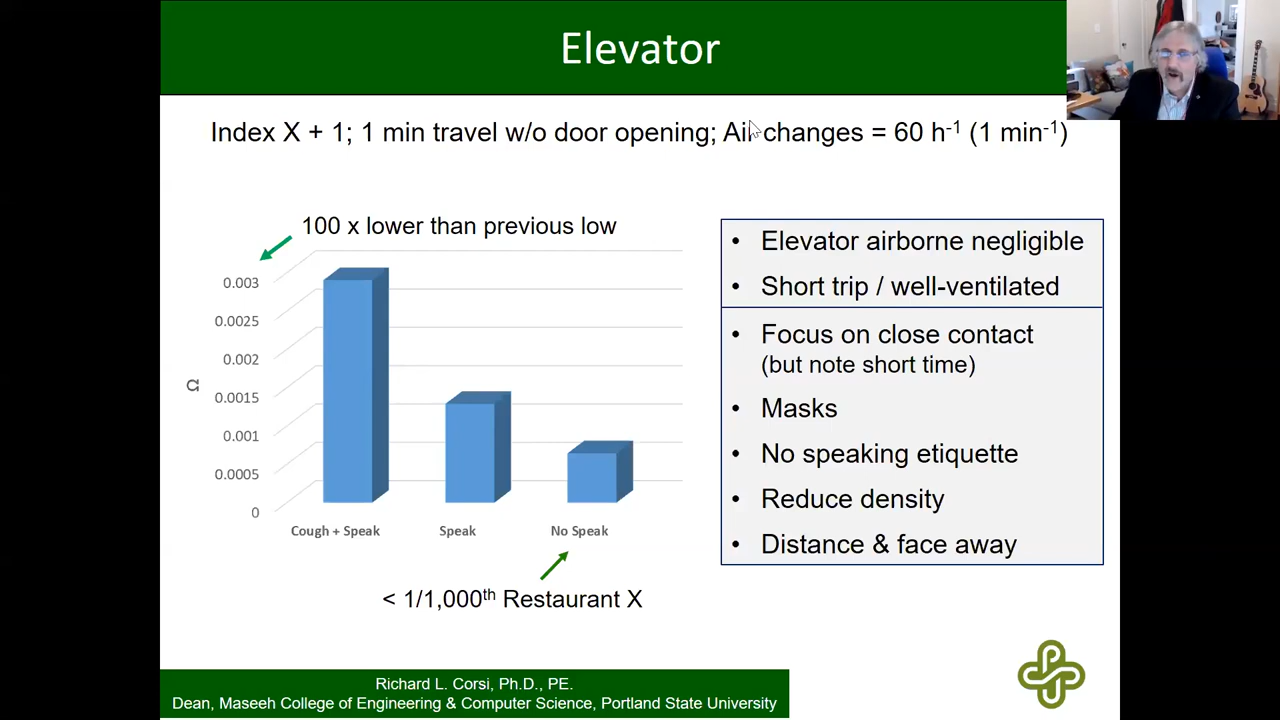 Elevator
Index X + 1; 1 min travel w/o door opening; Air changes = 60 h-1 (1 min-1)
100 x lower than previous low
0.003
0.0025
0.002
0.0015
0.001
0.0005
0
Ω
Cough + Speak
Speak
No Speak
< 1/1,000th Restaurant X
• Elevator airborne negligible
• Short trip / well-ventilated
• Focus on close contact
(but note short time)
• Masks
• No speaking etiquette
• Reduce density
• Distance & face away
Richard L. Corsi, Ph.D., PE.
Dean, Maseeh College of Engineering & Computer Science, Portland State University